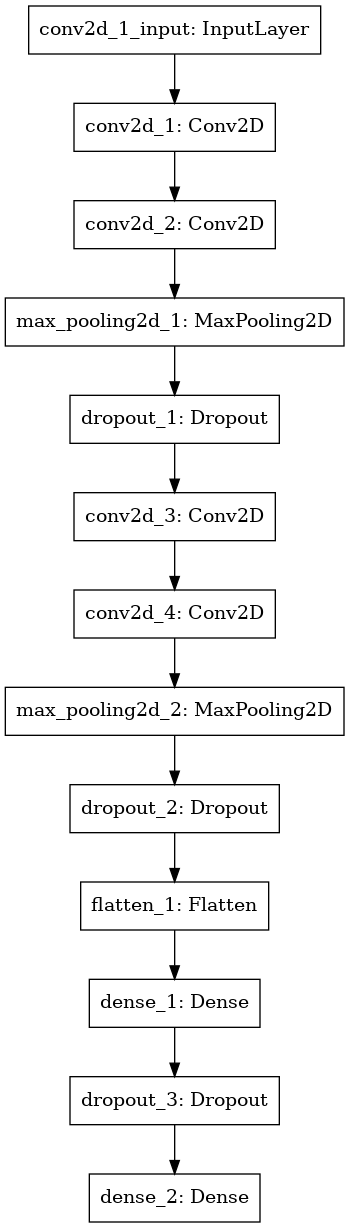 conv2d_1_input: InputLayer
conv2d_1: Conv2D
conv2d_2: Conv2D
max_pooling2d_1: MaxPooling2D
dropout_1: Dropout
conv2d_3: Conv2D
conv2d_4: Conv2D
max_pooling2d_2: MaxPooling2D
dropout_2: Dropout
flatten_1: Flatten
dense_1: Dense
dropout_3: Dropout
dense_2: Dense